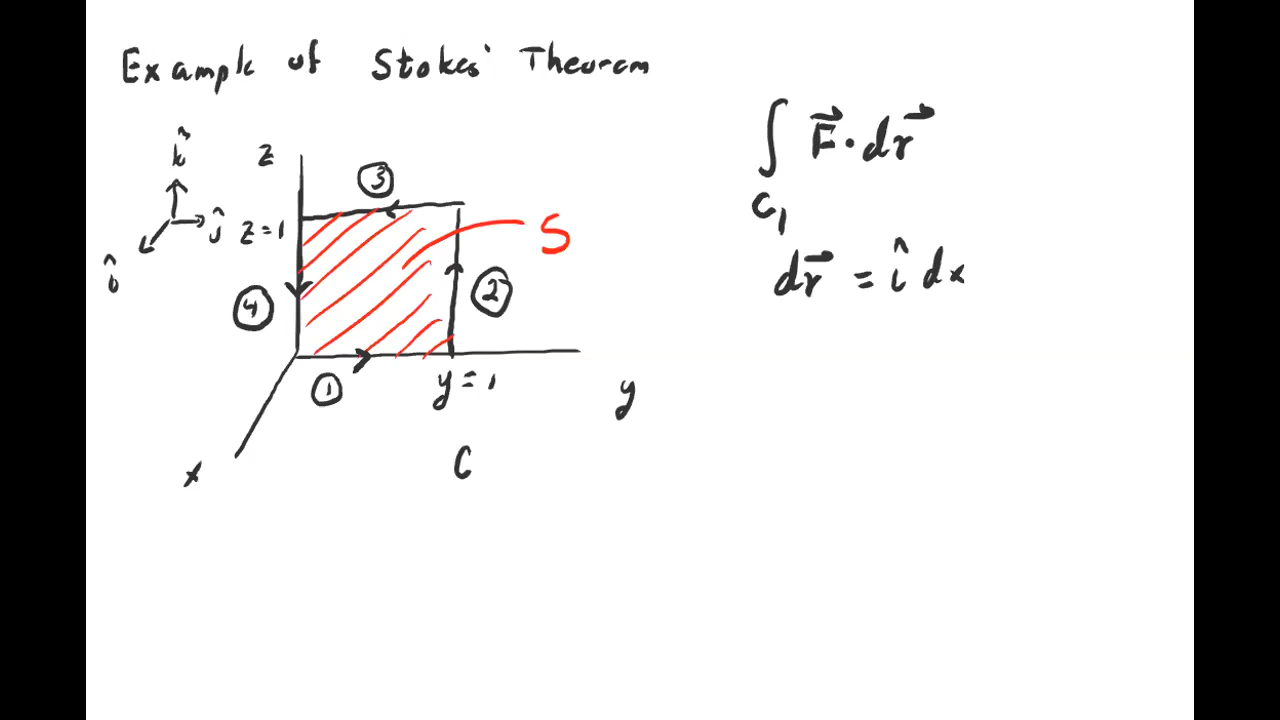 Example of Stokes' Theorem
∫ F⃗ · dr⃗
C₁
k̂
z
③
ĵ
z=1
S
î
dr⃗ = î dx
④
②
①
y=1
y
C
x